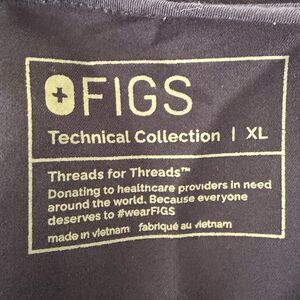 FIGS
Technical Collection | XL
Threads for Threads™
Donating to healthcare providers in need
around the world. Because everyone
deserves to #wearFIGS
made in vietnam fabriqué au vietnam